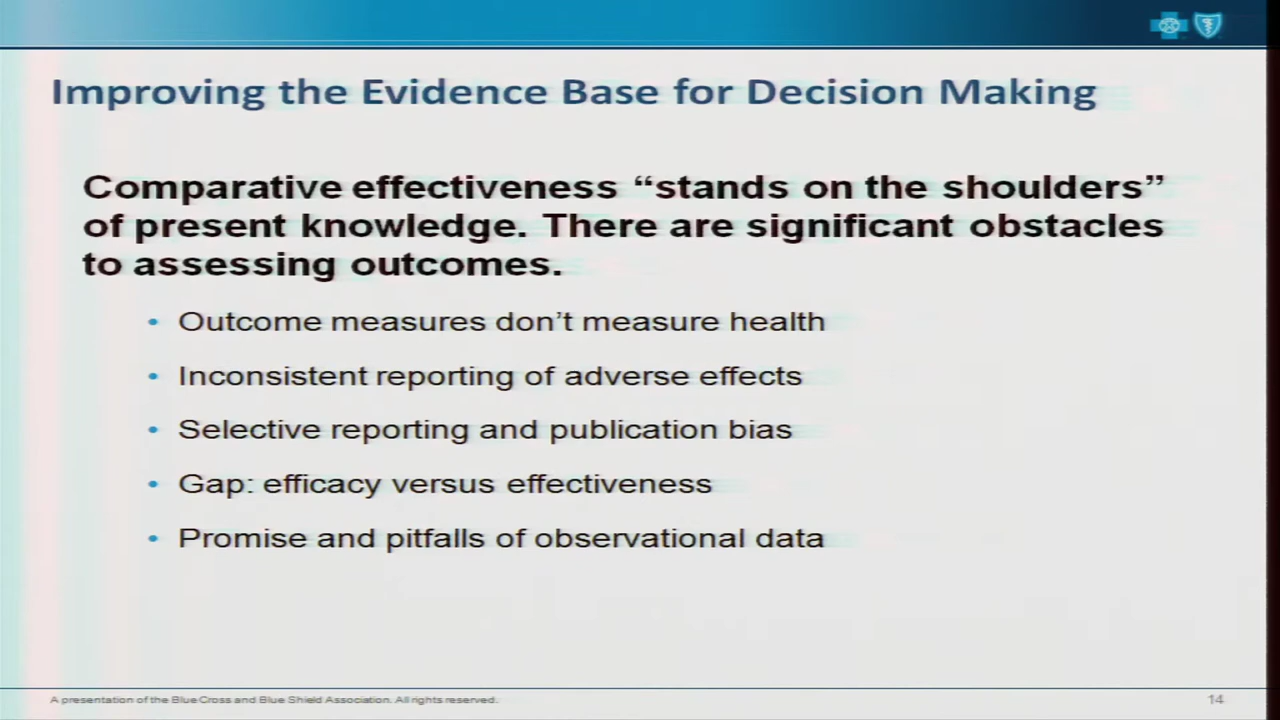 Improving the Evidence Base for Decision Making
Comparative effectiveness “stands on the shoulders”
of present knowledge. There are significant obstacles
to assessing outcomes.
• Outcome measures don’t measure health
• Inconsistent reporting of adverse effects
• Selective reporting and publication bias
• Gap: efficacy versus effectiveness
• Promise and pitfalls of observational data
A presentation of the Blue Cross and Blue Shield Association. All rights reserved.
14